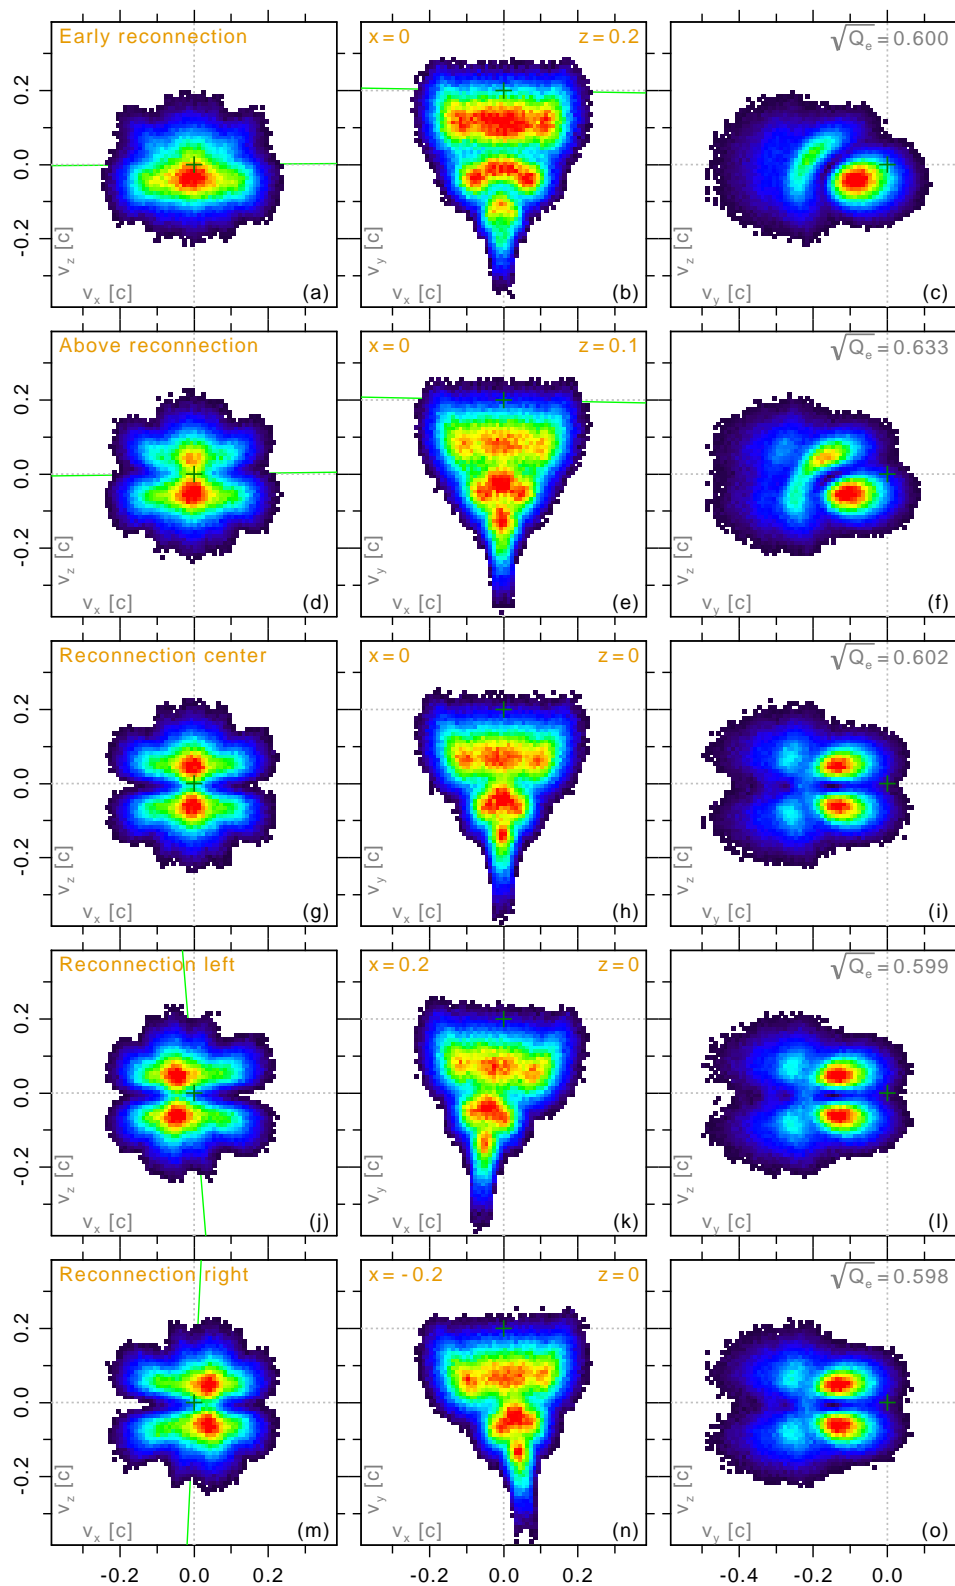 Early reconnection
x=0 z=0.2
√Qe = 0.600
0.2
0.0
-0.2
vz [c]
vx [c]
(a)
vy [c]
vx [c]
(b)
vz [c]
vy [c]
(c)
Above reconnection
x=0 z=0.1
√Qe = 0.633
0.2
0.0
-0.2
vz [c]
vx [c]
(d)
vy [c]
vx [c]
(e)
vz [c]
vy [c]
(f)
Reconnection center
x=0 z=0
√Qe = 0.602
0.2
0.0
-0.2
vz [c]
vx [c]
(g)
vy [c]
vx [c]
(h)
vz [c]
vy [c]
(i)
Reconnection left
x=0.2 z=0
√Qe = 0.599
0.2
0.0
-0.2
vz [c]
vx [c]
(j)
vy [c]
vx [c]
(k)
vz [c]
vy [c]
(l)
Reconnection right
x=-0.2 z=0
√Qe = 0.598
0.2
0.0
-0.2
vz [c]
vx [c]
(m)
vy [c]
vx [c]
(n)
vz [c]
vy [c]
(o)
-0.2 0.0 0.2
-0.2 0.0 0.2
-0.4 -0.2 0.0